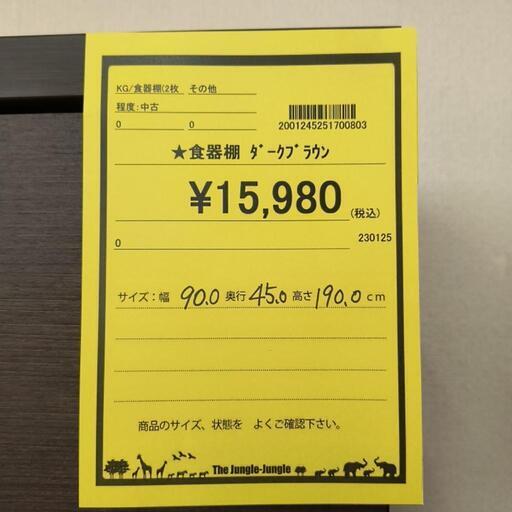 KG/食器棚(2枚 その他
程度:中古
0 0
2001245251700803
★食器棚 ﾀﾞｰｸﾌﾞﾗｳﾝ
¥15,980(税込)
0 230125
サイズ：幅 90.0 奥行 45.0 高さ 190.0 cm
商品のサイズ、状態を よくご確認下さい。
The Jungle-Jungle